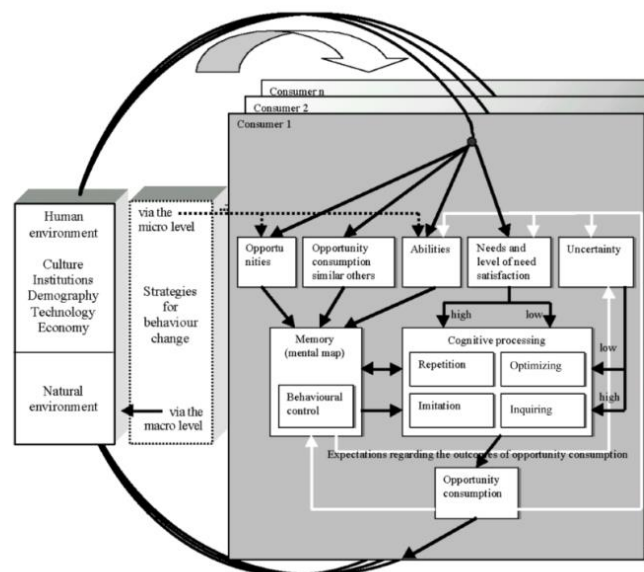 Consumer n
Consumer 2
Consumer 1
Human
environment
Culture
Institutions
Demography
Technology
Economy
Natural
environment
via the
micro level
Strategies
for
behaviour
change
via the
macro level
Opportu
nities
Opportunity
consumption
similar others
Abilities
Needs and
level of need
satisfaction
Uncertainty
high
low
Memory
(mental map)
Behavioural
control
Cognitive processing
Repetition
Optimizing
Imitation
Inquiring
low
high
Expectations regarding the outcomes of opportunity consumption
Opportunity
consumption